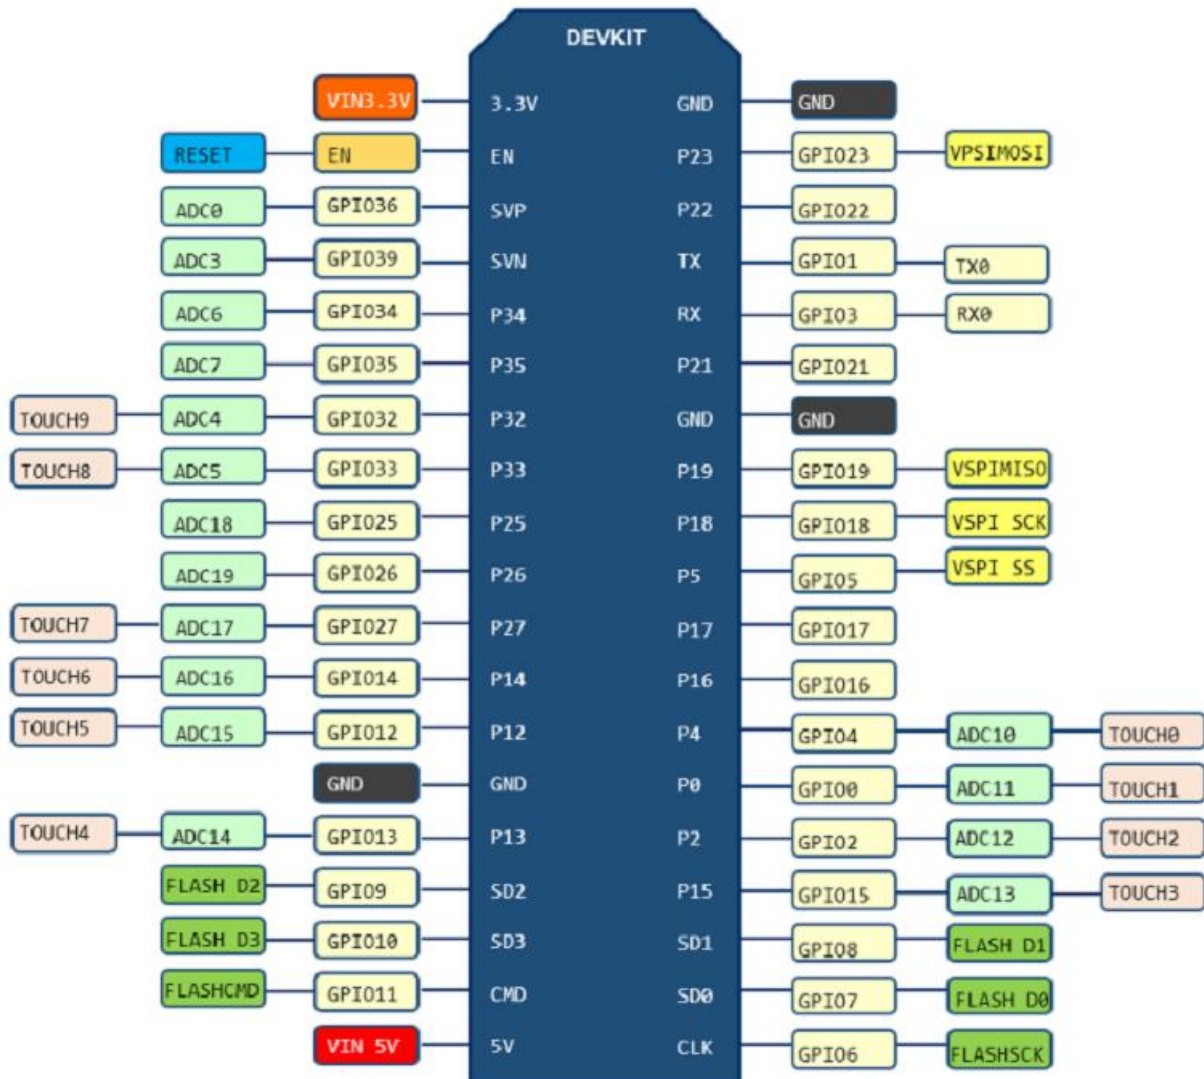 DEVKIT
VIN3.3V 3.3V GND GND
RESET EN EN P23 GPIO23 VPSIMOSI
ADC0 GPIO36 SVP P22 GPIO22
ADC3 GPIO39 SVN TX GPIO1 TX0
ADC6 GPIO34 P34 RX GPIO3 RX0
ADC7 GPIO35 P35 P21 GPIO21
TOUCH9 ADC4 GPIO32 P32 GND GND
TOUCH8 ADC5 GPIO33 P33 P19 GPIO19 VSPIMISO
ADC18 GPIO25 P25 P18 GPIO18 VSPI SCK
ADC19 GPIO26 P26 P5 GPIO5 VSPI SS
TOUCH7 ADC17 GPIO27 P27 P17 GPIO17
TOUCH6 ADC16 GPIO14 P14 P16 GPIO16
TOUCH5 ADC15 GPIO12 P12 P4 GPIO4 ADC10 TOUCH0
GND GND P0 GPIO0 ADC11 TOUCH1
TOUCH4 ADC14 GPIO13 P13 P2 GPIO2 ADC12 TOUCH2
FLASH D2 GPIO9 SD2 P15 GPIO15 ADC13 TOUCH3
FLASH D3 GPIO10 SD3 SD1 GPIO8 FLASH D1
FLASHCMD GPIO11 CMD SD0 GPIO7 FLASH D0
VIN 5V 5V CLK GPIO6 FLASHSCK